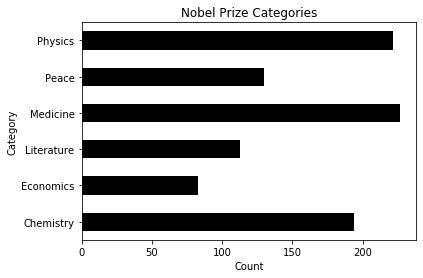 Nobel Prize Categories
Physics
Peace
Medicine
Literature
Economics
Chemistry
Category
0 50 100 150 200
Count